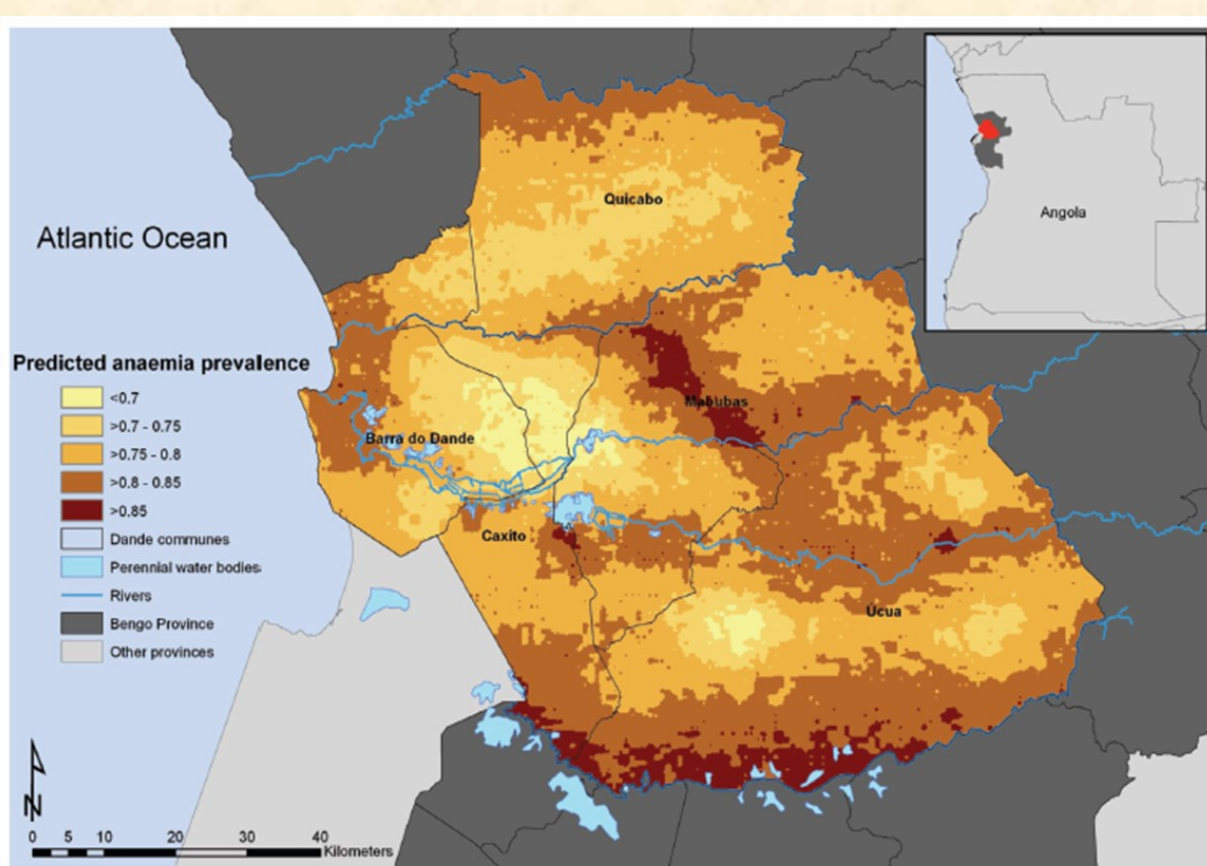 Quicabo
Angola
Atlantic Ocean
Predicted anaemia prevalence
<0.7
>0.7 - 0.75
>0.75 - 0.8
>0.8 - 0.85
>0.85
Dande communes
Perennial water bodies
Rivers
Bengo Province
Other provinces
Mabubas
Barra do Dande
Caxito
Úcua
N
0 5 10 20 30 40
Kilometers